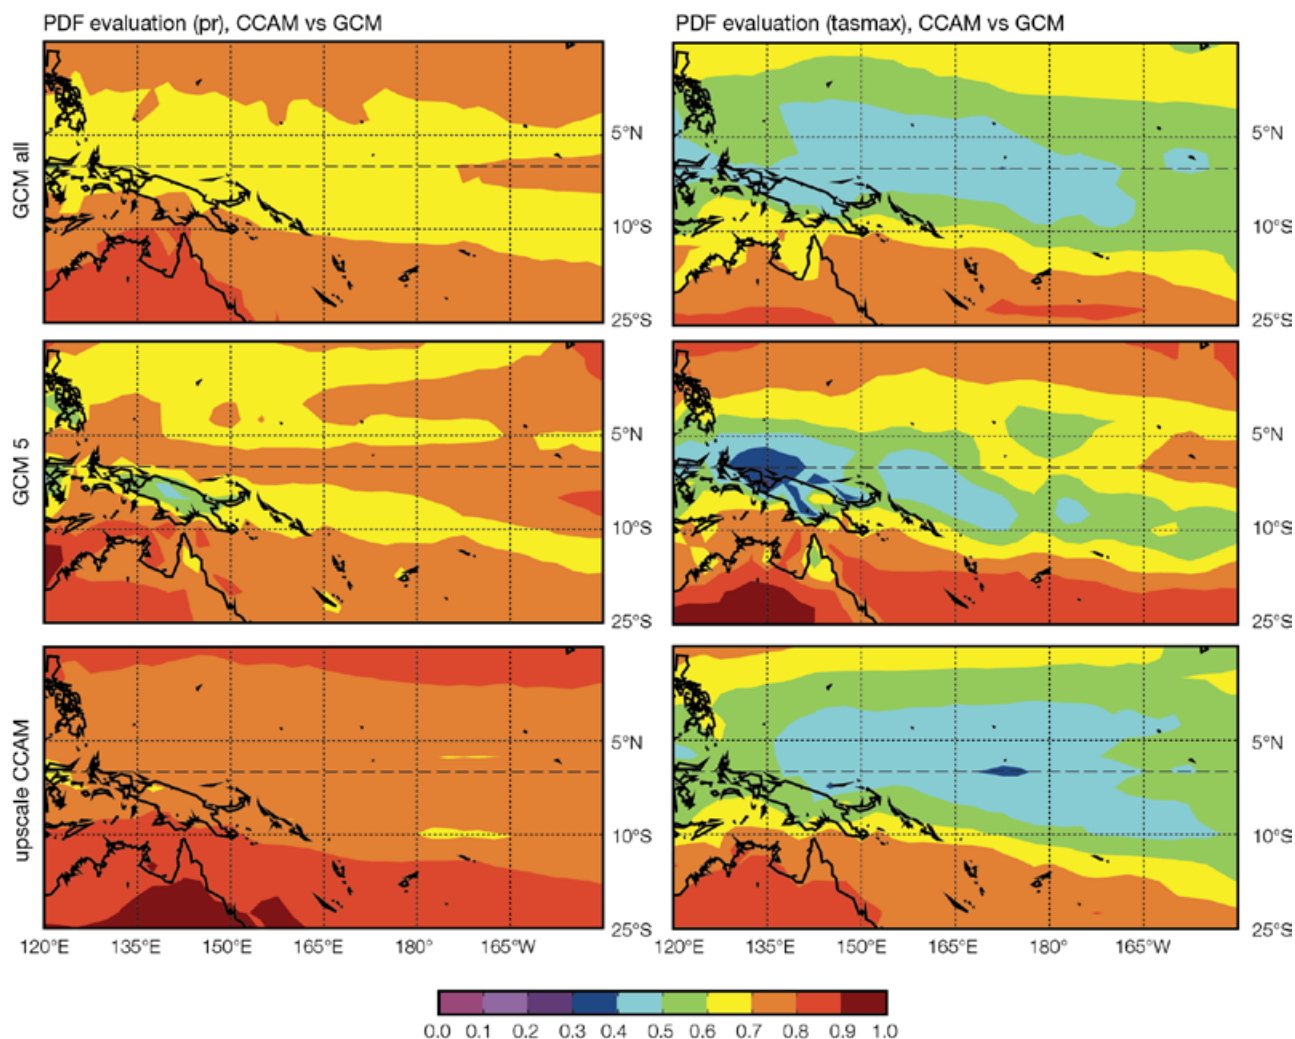 PDF evaluation (pr), CCAM vs GCM
PDF evaluation (tasmax), CCAM vs GCM
GCM all
5°N
10°S
25°S
5°N
10°S
25°S
GCM 5
5°N
10°S
25°S
5°N
10°S
25°S
upscale CCAM
5°N
10°S
25°S
5°N
10°S
25°S
120°E 135°E 150°E 165°E 180° 165°W
120°E 135°E 150°E 165°E 180° 165°W
0.0 0.1 0.2 0.3 0.4 0.5 0.6 0.7 0.8 0.9 1.0